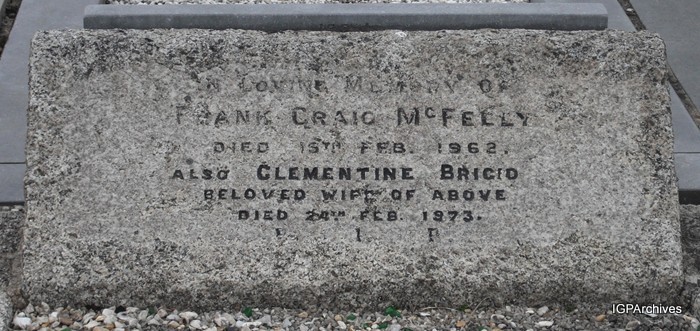 IN LOVING MEMORY OF
FRANK CRAIG McFEELY
DIED 15TH FEB. 1962.
ALSO CLEMENTINE BRIGID
BELOVED WIFE OF ABOVE
DIED 24TH FEB. 1973.
R I P
IGPArchives